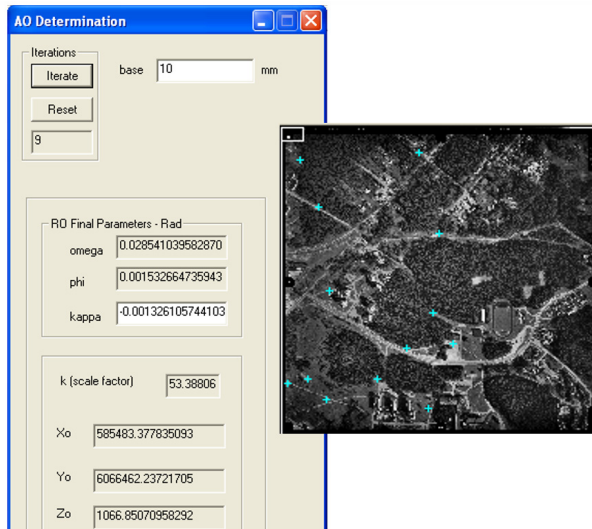 AO Determination
Iterations
Iterate
base 10 mm
Reset
9
RO Final Parameters - Rad
omega 0.028541039582870
phi 0.001532664735943
kappa -0.001326105744103
k (scale factor) 53.38806
Xo 585483.377835093
Yo 6066462.23721705
Zo 1066.85070958292